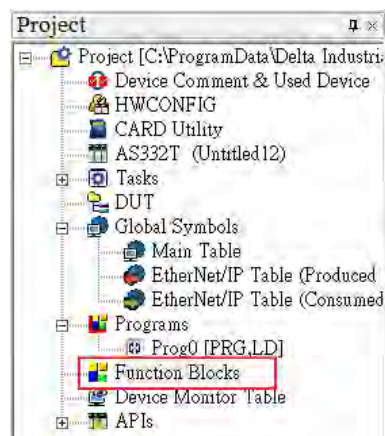 Project
Project [C:\ProgramData\Delta Industri
Device Comment & Used Device
HWCONFIG
CARD Utility
AS332T (Untitled12)
Tasks
DUT
Global Symbols
Main Table
EtherNet/IP Table (Produced
EtherNet/IP Table (Consumed
Programs
Prog0 [PRG,LD]
Function Blocks
Device Monitor Table
APIs